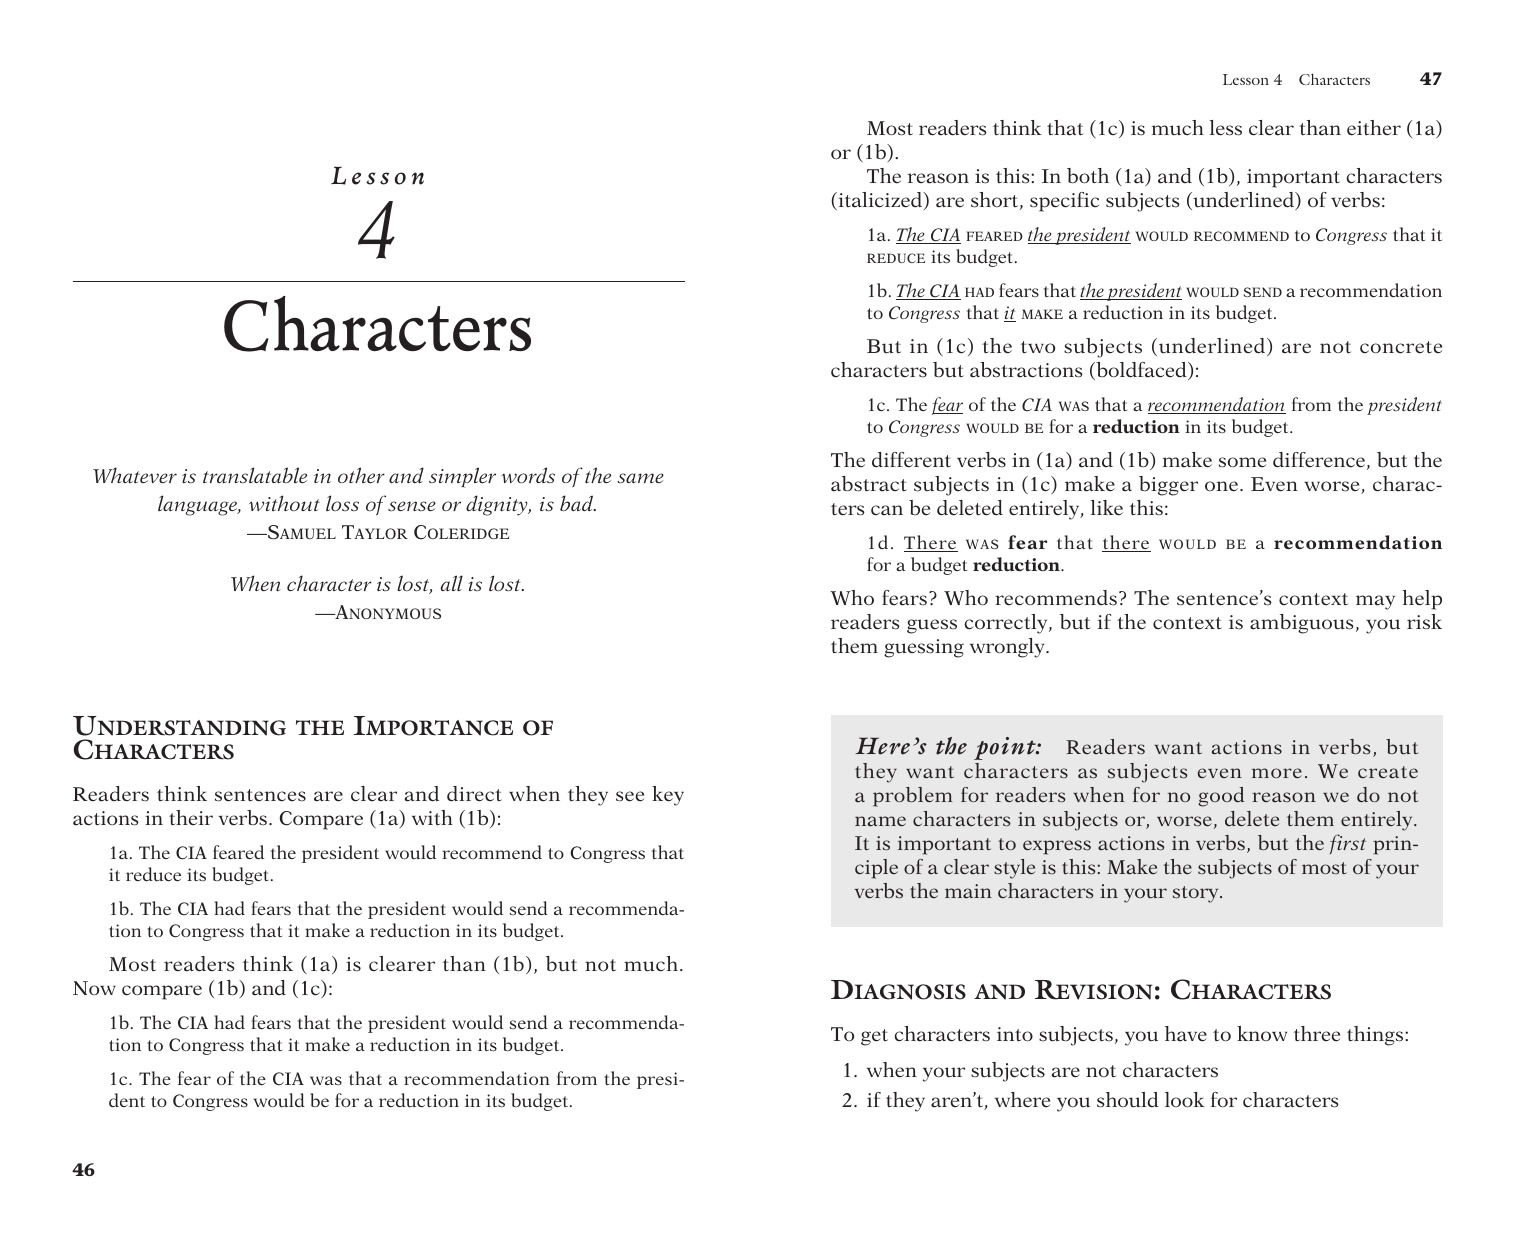 Lesson
4
Characters
Whatever is translatable in other and simpler words of the same
language, without loss of sense or dignity, is bad.
—Samuel Taylor Coleridge
When character is lost, all is lost.
—Anonymous
Understanding the Importance of
Characters
Readers think sentences are clear and direct when they see key
actions in their verbs. Compare (1a) with (1b):
1a. The CIA feared the president would recommend to Congress that
it reduce its budget.
1b. The CIA had fears that the president would send a recommenda-
tion to Congress that it make a reduction in its budget.
Most readers think (1a) is clearer than (1b), but not much.
Now compare (1b) and (1c):
1b. The CIA had fears that the president would send a recommenda-
tion to Congress that it make a reduction in its budget.
1c. The fear of the CIA was that a recommendation from the presi-
dent to Congress would be for a reduction in its budget.
46
Lesson 4 Characters 47
Most readers think that (1c) is much less clear than either (1a)
or (1b).
The reason is this: In both (1a) and (1b), important characters
(italicized) are short, specific subjects (underlined) of verbs:
1a. The CIA feared the president would recommend to Congress that it
reduce its budget.
1b. The CIA had fears that the president would send a recommendation
to Congress that it make a reduction in its budget.
But in (1c) the two subjects (underlined) are not concrete
characters but abstractions (boldfaced):
1c. The fear of the CIA was that a recommendation from the president
to Congress would be for a reduction in its budget.
The different verbs in (1a) and (1b) make some difference, but the
abstract subjects in (1c) make a bigger one. Even worse, charac-
ters can be deleted entirely, like this:
1d. There was fear that there would be a recommendation
for a budget reduction.
Who fears? Who recommends? The sentence's context may help
readers guess correctly, but if the context is ambiguous, you risk
them guessing wrongly.
Here's the point: Readers want actions in verbs, but
they want characters as subjects even more. We create
a problem for readers when for no good reason we do not
name characters in subjects or, worse, delete them entirely.
It is important to express actions in verbs, but the first prin-
ciple of a clear style is this: Make the subjects of most of your
verbs the main characters in your story.
Diagnosis and Revision: Characters
To get characters into subjects, you have to know three things:
1. when your subjects are not characters
2. if they aren't, where you should look for characters